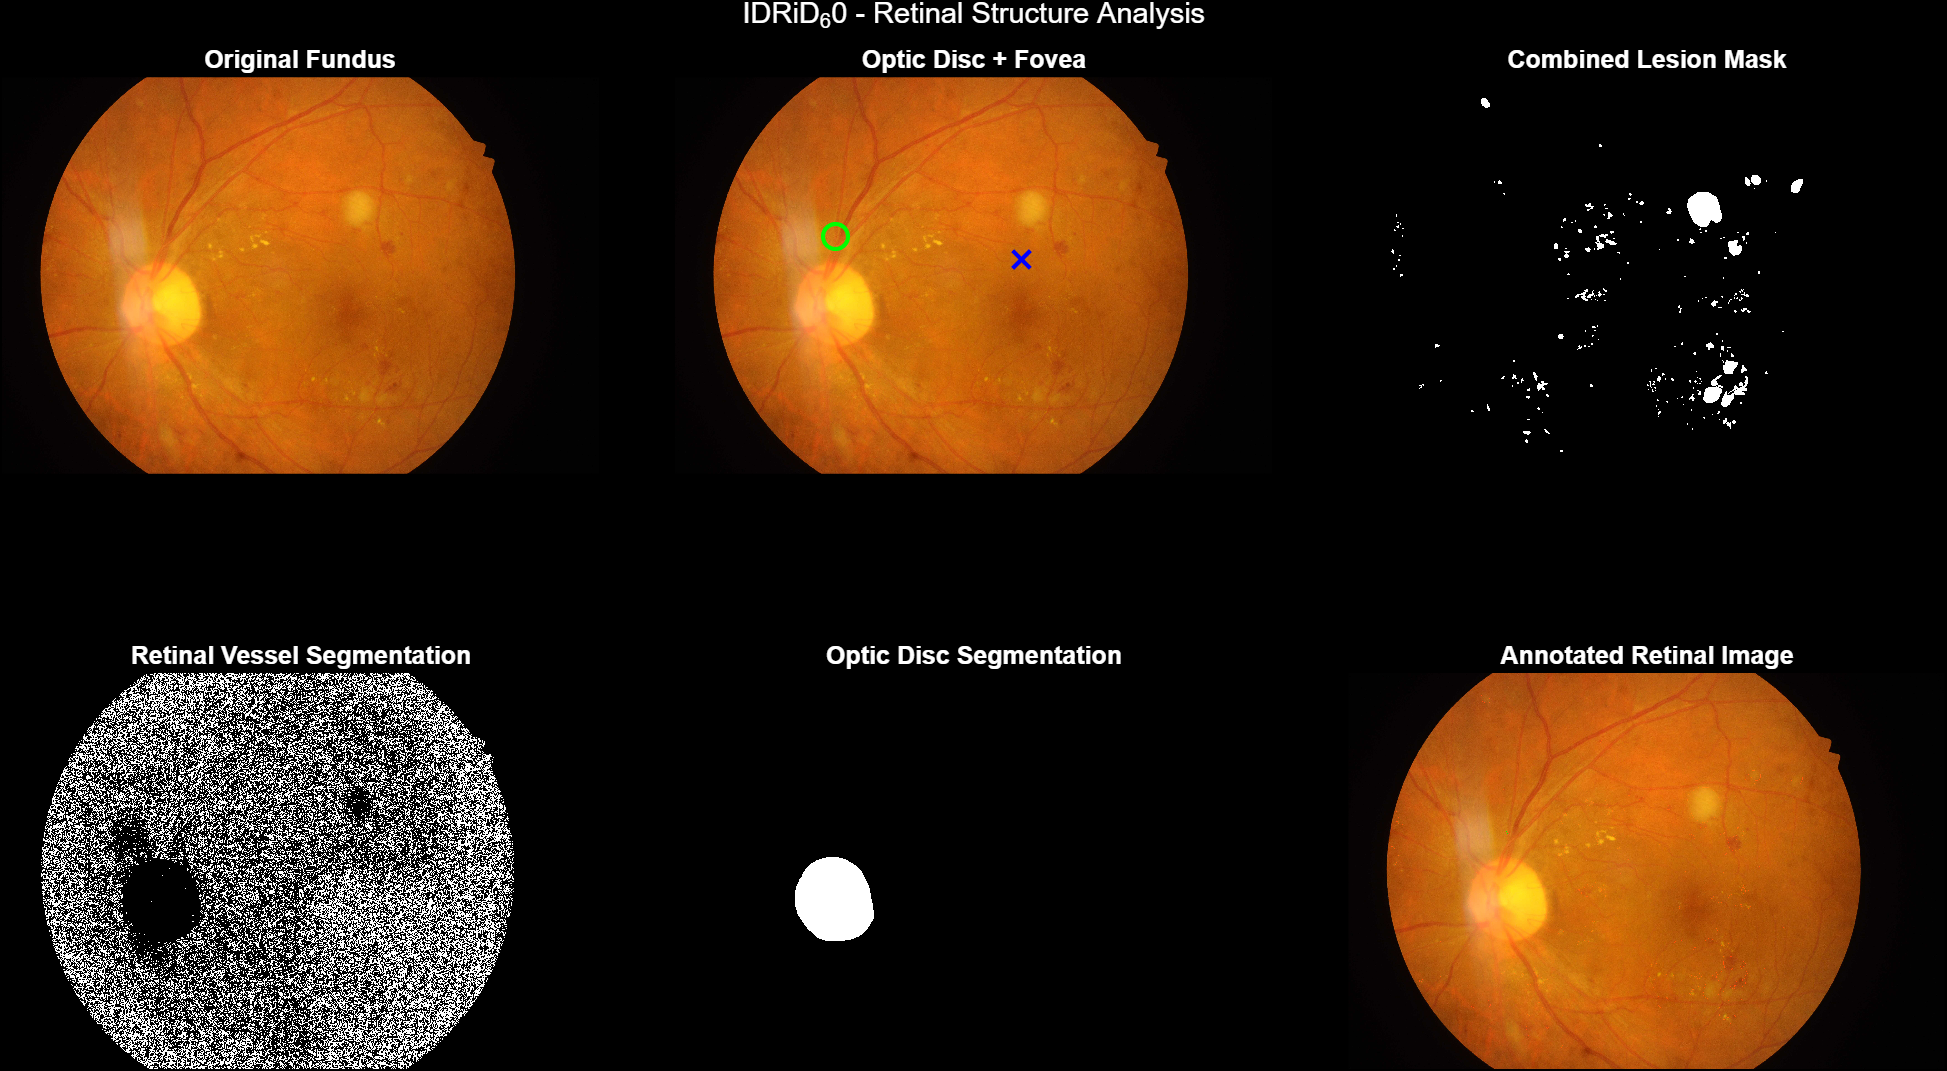 IDRiD₆0 - Retinal Structure Analysis
Original Fundus
Optic Disc + Fovea
Combined Lesion Mask
Retinal Vessel Segmentation
Optic Disc Segmentation
Annotated Retinal Image